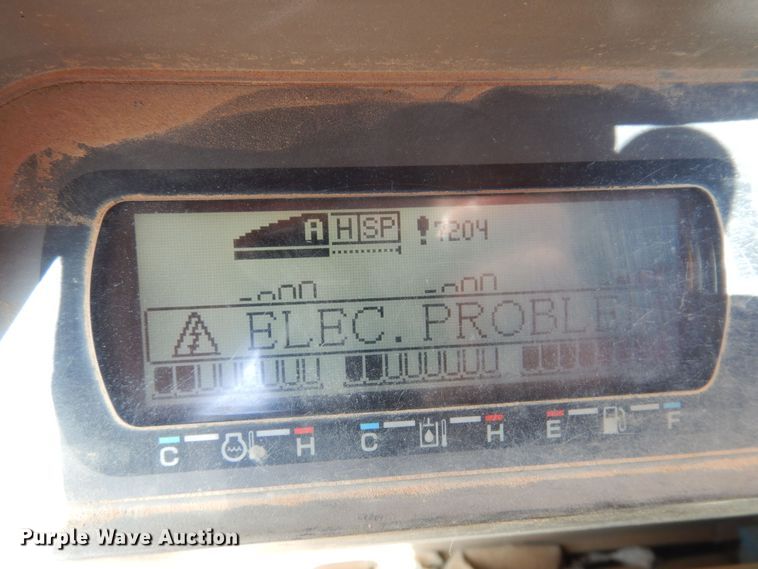 A H SP !7204
ELEC. PROBLE
C H C H E F
Purple Wave Auction